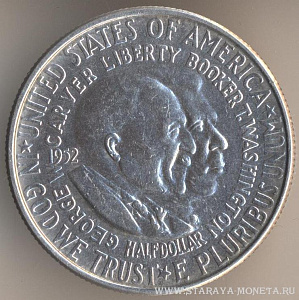 UNITED STATES OF AMERICA
IN GOD WE TRUST ★ E PLURIBUS UNUM
LIBERTY
GEORGE W. CARVER
BOOKER T. WASHINGTON
1952
HALF DOLLAR
WWW.STARAYA-MONETA.RU